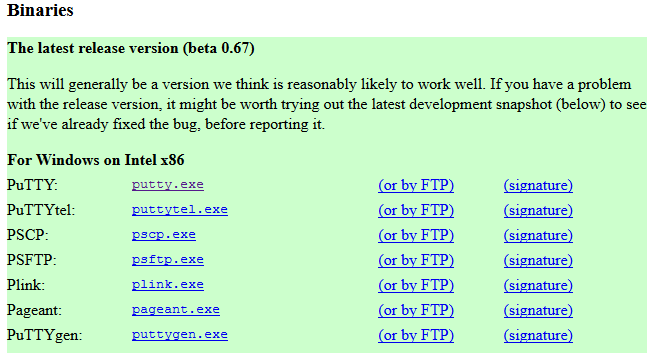 Binaries
The latest release version (beta 0.67)
This will generally be a version we think is reasonably likely to work well. If you have a problem
with the release version, it might be worth trying out the latest development snapshot (below) to see
if we've already fixed the bug, before reporting it.
For Windows on Intel x86
PuTTY: putty.exe (or by FTP) (signature)
PuTTYtel: puttytel.exe (or by FTP) (signature)
PSCP: pscp.exe (or by FTP) (signature)
PSFTP: psftp.exe (or by FTP) (signature)
Plink: plink.exe (or by FTP) (signature)
Pageant: pageant.exe (or by FTP) (signature)
PuTTYgen: puttygen.exe (or by FTP) (signature)